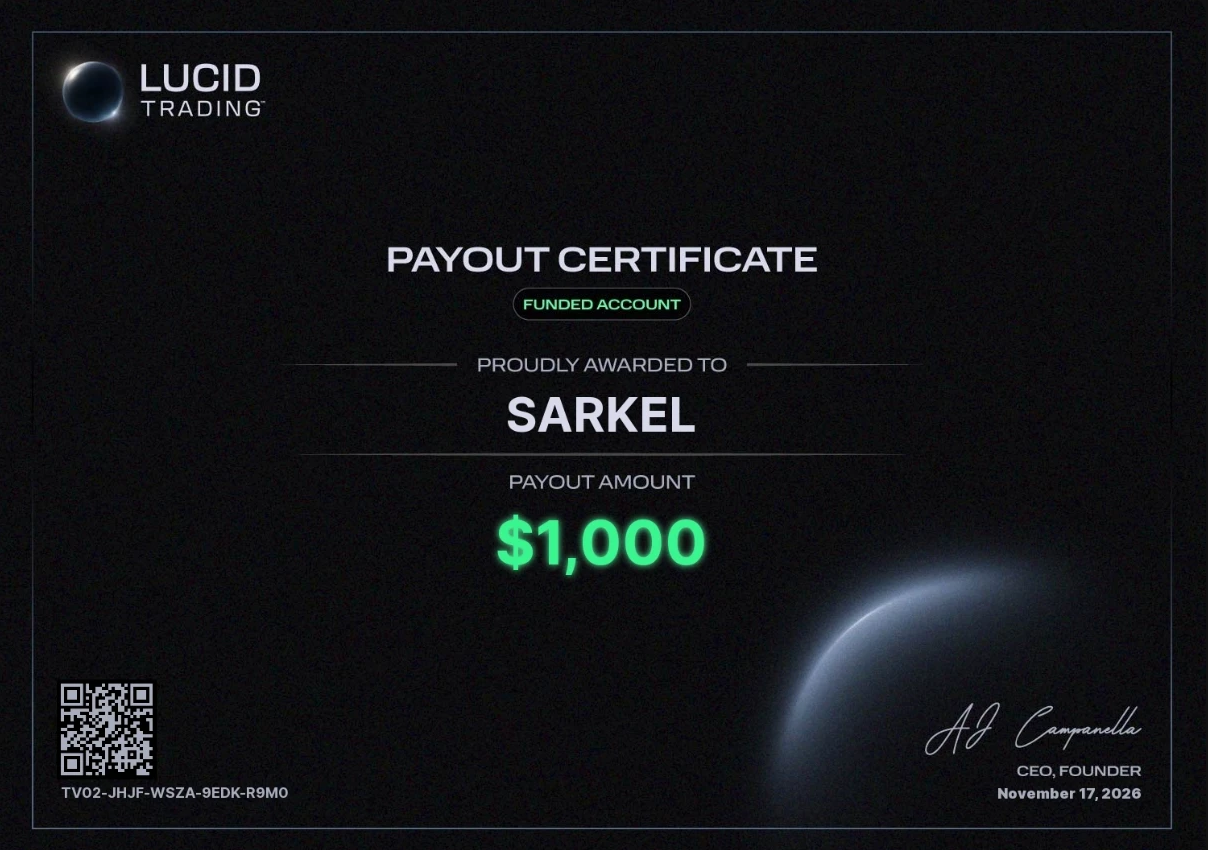 LUCID
TRADING™
PAYOUT CERTIFICATE
FUNDED ACCOUNT
PROUDLY AWARDED TO
SARKEL
PAYOUT AMOUNT
$1,000
AJ Campanella
CEO, FOUNDER
TV02-JHJF-WSZA-9EDK-R9M0
November 17, 2026